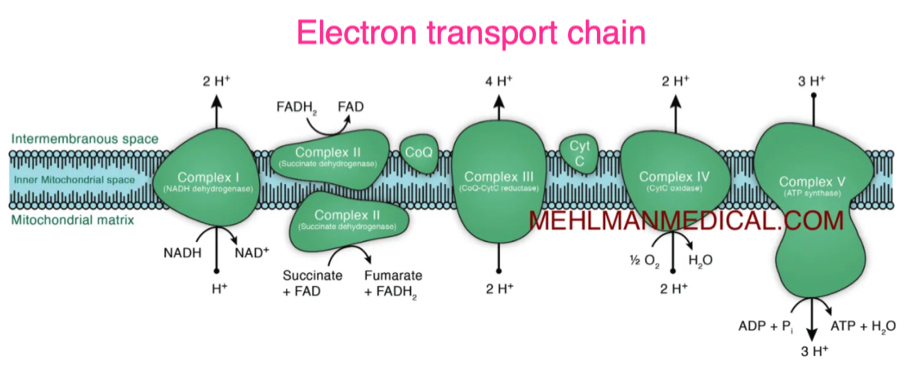 Electron transport chain
2 H⁺
4 H⁺
2 H⁺
3 H⁺
FADH₂
FAD
Intermembranous space
Inner Mitochondrial space
Mitochondrial matrix
Complex I
(NADH dehydrogenase)
Complex II
(Succinate dehydrogenase)
CoQ
Complex II
(Succinate dehydrogenase)
Complex III
(CoQ-CytC reductase)
Cyt
C
Complex IV
(CytC oxidase)
Complex V
(ATP synthase)
MEHLMANMEDICAL.COM
NADH
NAD⁺
H⁺
Succinate
+ FAD
Fumarate
+ FADH₂
2 H⁺
½ O₂
H₂O
2 H⁺
ADP + Pᵢ
ATP + H₂O
3 H⁺